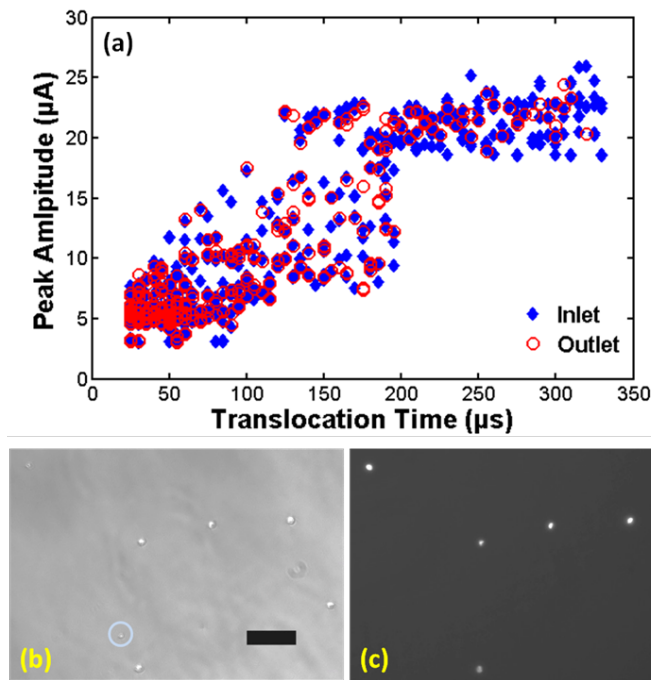 30
(a)
25
20
15
10
5
0
Peak Amlpitude (μA)
Inlet
Outlet
0 50 100 150 200 250 300 350
Translocation Time (μs)
(b)
(c)